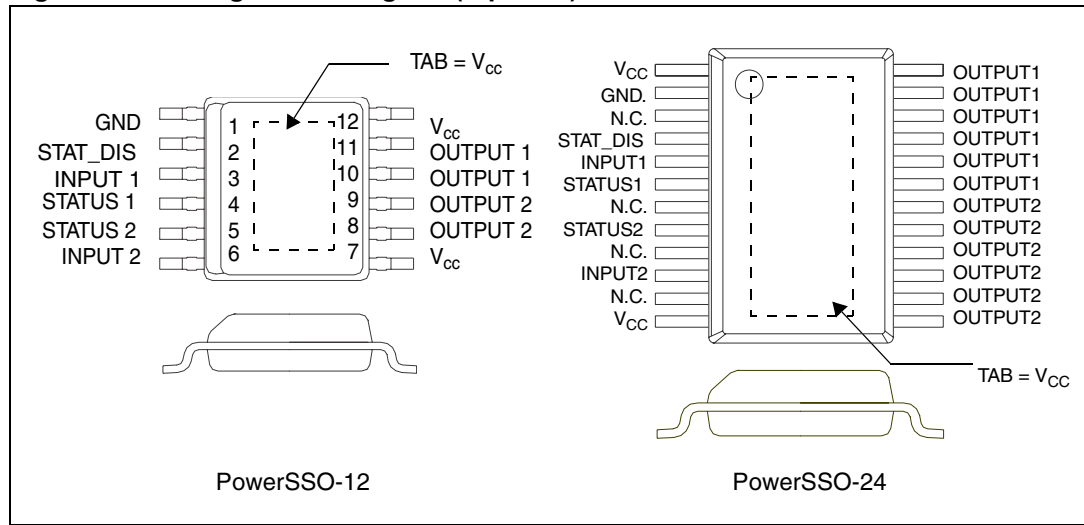 TAB = Vcc
GND
STAT_DIS
INPUT 1
STATUS 1
STATUS 2
INPUT 2
1
2
3
4
5
6
12
11
10
9
8
7
Vcc
OUTPUT 1
OUTPUT 1
OUTPUT 2
OUTPUT 2
Vcc
PowerSSO-12
VCC
GND.
N.C.
STAT_DIS
INPUT1
STATUS1
N.C.
STATUS2
N.C.
INPUT2
N.C.
VCC
OUTPUT1
OUTPUT1
OUTPUT1
OUTPUT1
OUTPUT1
OUTPUT1
OUTPUT2
OUTPUT2
OUTPUT2
OUTPUT2
OUTPUT2
OUTPUT2
TAB = VCC
PowerSSO-24